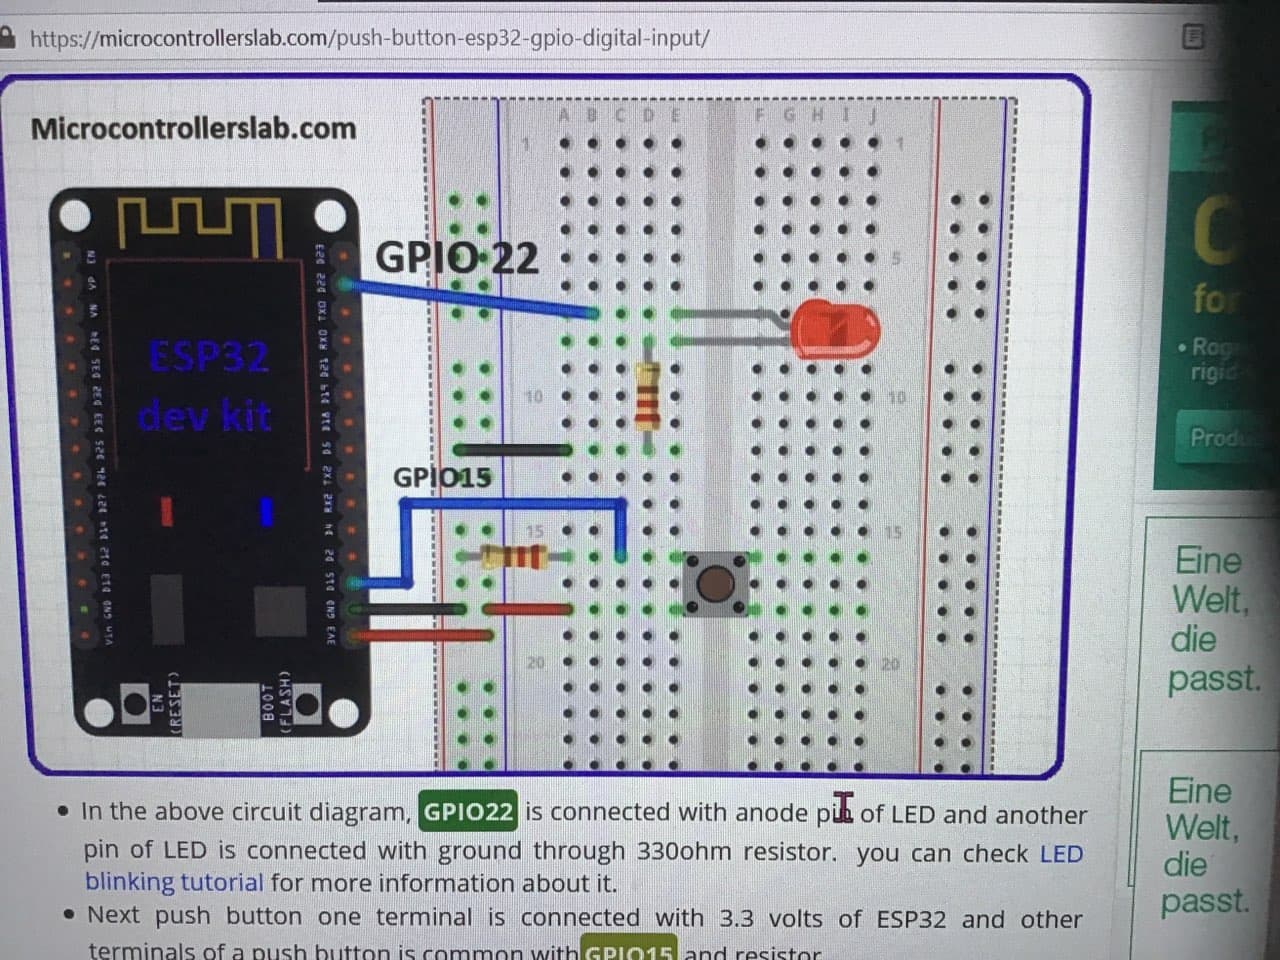 https://microcontrollerslab.com/push-button-esp32-gpio-digital-input/
Microcontrollerslab.com
A B C D E F G H I J
1 1
GPIO 22
5
ESP32
dev kit
10 10
GPIO15
15 15
20 20
EN VP VN D34 D35 D32 D33 D25 D26 D27 D14 D12 D13 GND Vin
D23 D22 TX0 RX0 D21 D19 D18 D5 TX2 RX2 D4 D2 D15 GND 3V3
EN
(RESET)
BOOT
(FLASH)
In the above circuit diagram, GPIO22 is connected with anode pin of LED and another
pin of LED is connected with ground through 330ohm resistor. you can check LED
blinking tutorial for more information about it.
Next push button one terminal is connected with 3.3 volts of ESP32 and other
terminals of a push button is common with GPIO15 and resistor
C
for
Produ
Eine
Welt,
die
passt.
Eine
Welt,
die
passt.